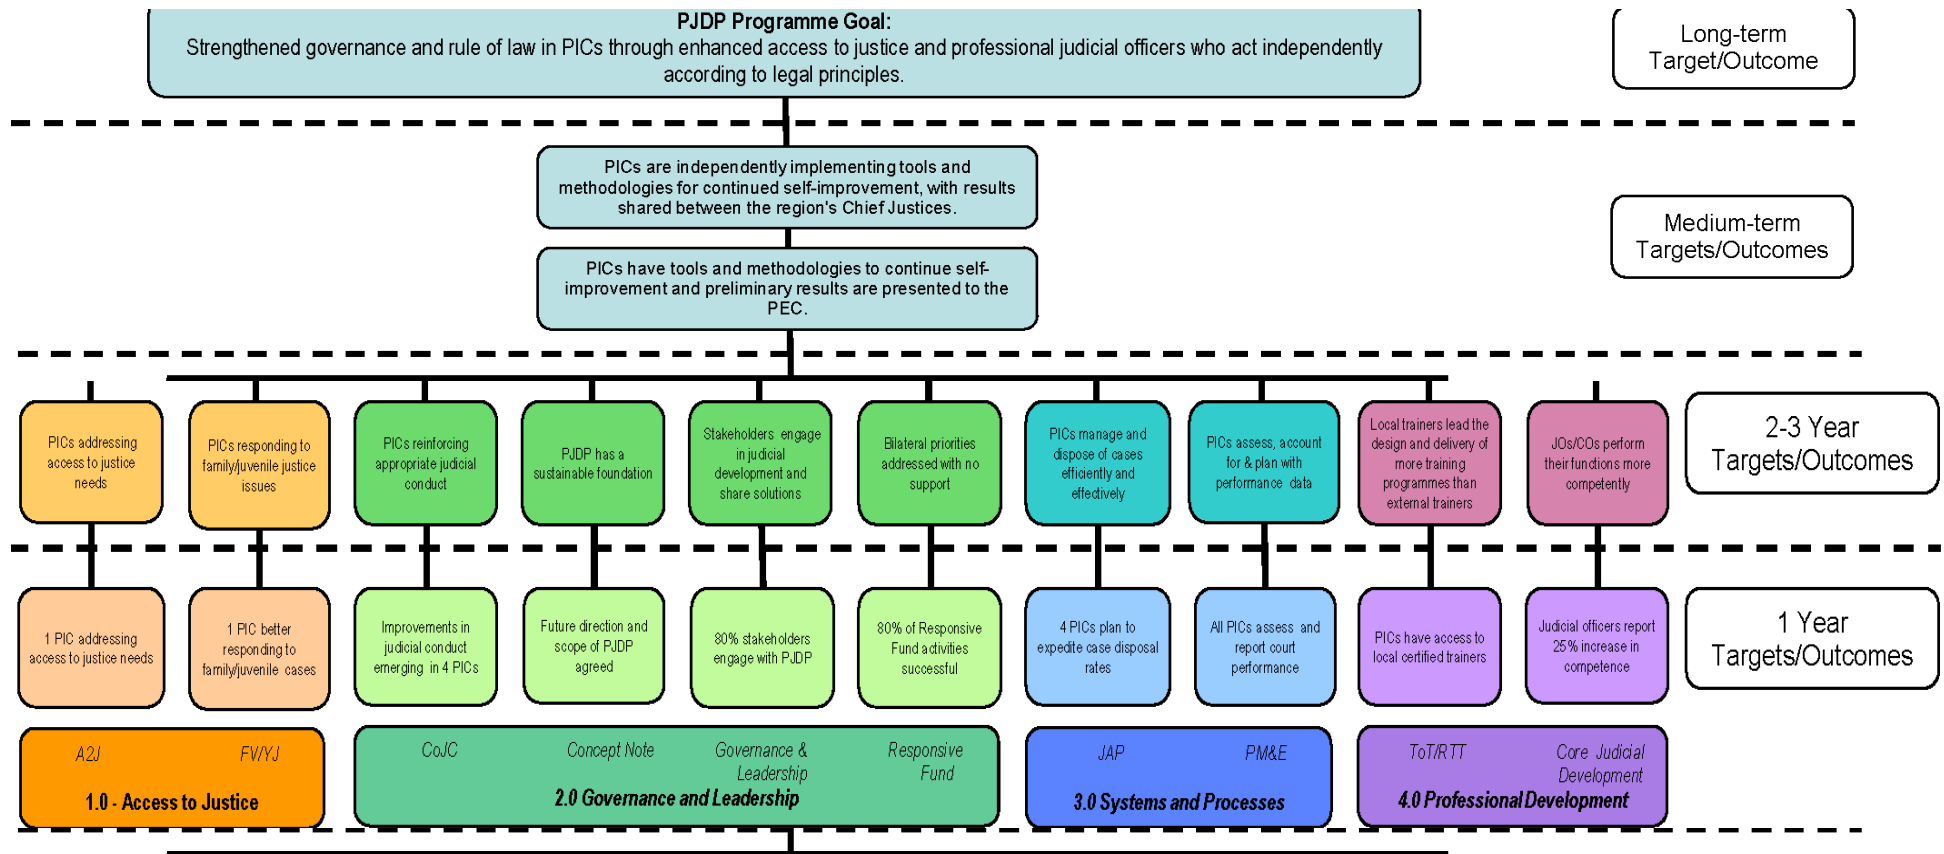 PJDP Programme Goal:
Strengthened governance and rule of law in PICs through enhanced access to justice and professional judicial officers who act independently
according to legal principles.
Long-term
Target/Outcome
PICs are independently implementing tools and
methodologies for continued self-improvement, with results
shared between the region's Chief Justices.
Medium-term
Targets/Outcomes
PICs have tools and methodologies to continue self-
improvement and preliminary results are presented to the
PEC.
PICs addressing
access to justice
needs
PICs responding to
family/juvenile justice
issues
PICs reinforcing
appropriate judicial
conduct
PJDP has a
sustainable foundation
Stakeholders engage
in judicial
development and
share solutions
Bilateral priorities
addressed with no
support
PICs manage and
dispose of cases
efficiently and
effectively
PICs assess, account
for & plan with
performance data
Local trainers lead the
design and delivery of
more training
programmes than
external trainers
JOs/COs perform
their functions more
competently
2-3 Year
Targets/Outcomes
1 PIC addressing
access to justice needs
1 PIC better
responding to
family/juvenile cases
Improvements in
judicial conduct
emerging in 4 PICs
Future direction and
scope of PJDP
agreed
80% stakeholders
engage with PJDP
80% of Responsive
Fund activities
successful
4 PICs plan to
expedite case disposal
rates
All PICs assess and
report court
performance
PICs have access to
local certified trainers
Judicial officers report
25% increase in
competence
1 Year
Targets/Outcomes
A2J
FV/YJ
1.0 - Access to Justice
CoJC
Concept Note
Governance &
Leadership
Responsive
Fund
2.0 Governance and Leadership
JAP
PM&E
3.0 Systems and Processes
ToT/RTT
Core Judicial
Development
4.0 Professional Development